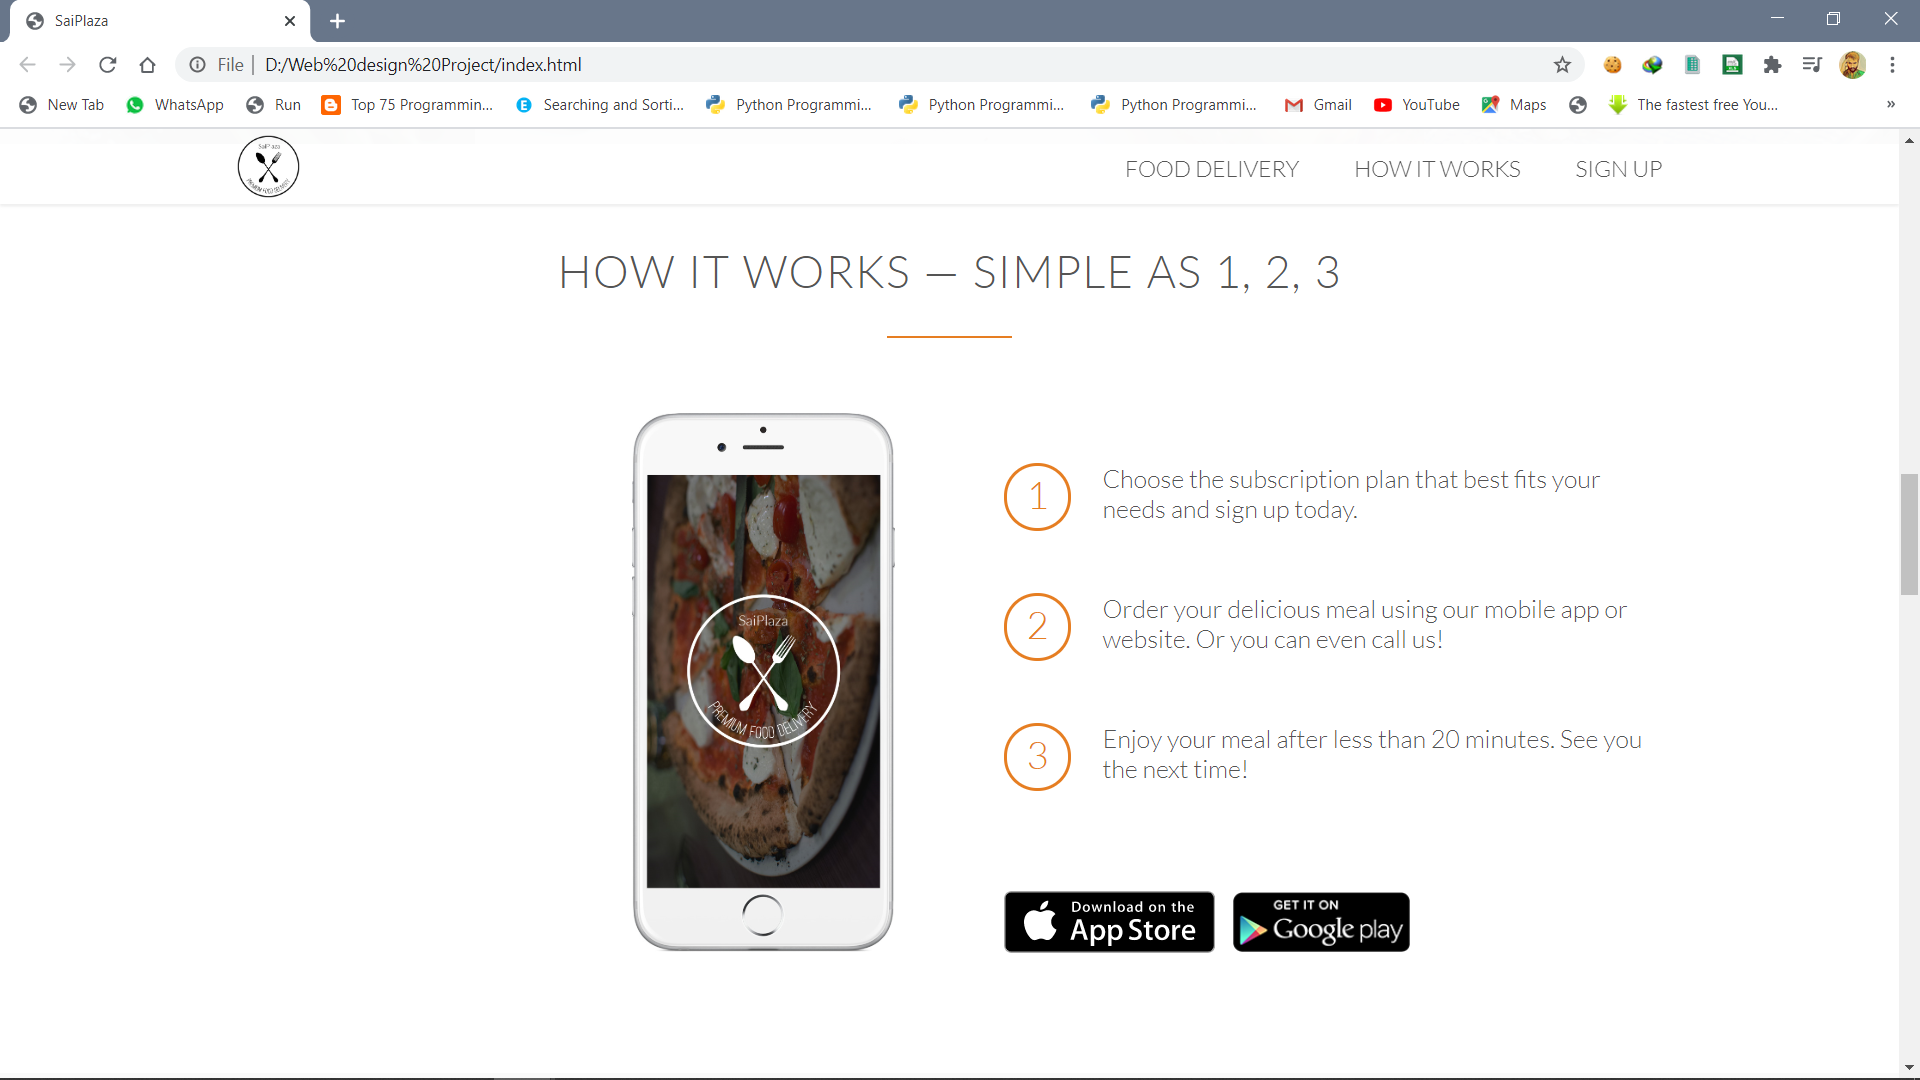 SaiPlaza
File | D:/Web%20design%20Project/index.html
New Tab WhatsApp Run Top 75 Programmin... Searching and Sorti... Python Programmi... Python Programmi... Python Programmi... Gmail YouTube Maps The fastest free You... »
PREMIUM FOOD DELIVERY
FOOD DELIVERY HOW IT WORKS SIGN UP
HOW IT WORKS — SIMPLE AS 1, 2, 3
SaiPlaza
PREMIUM FOOD DELIVERY
1 Choose the subscription plan that best fits your
needs and sign up today.
2 Order your delicious meal using our mobile app or
website. Or you can even call us!
3 Enjoy your meal after less than 20 minutes. See you
the next time!
Download on the
App Store
GET IT ON
Google play